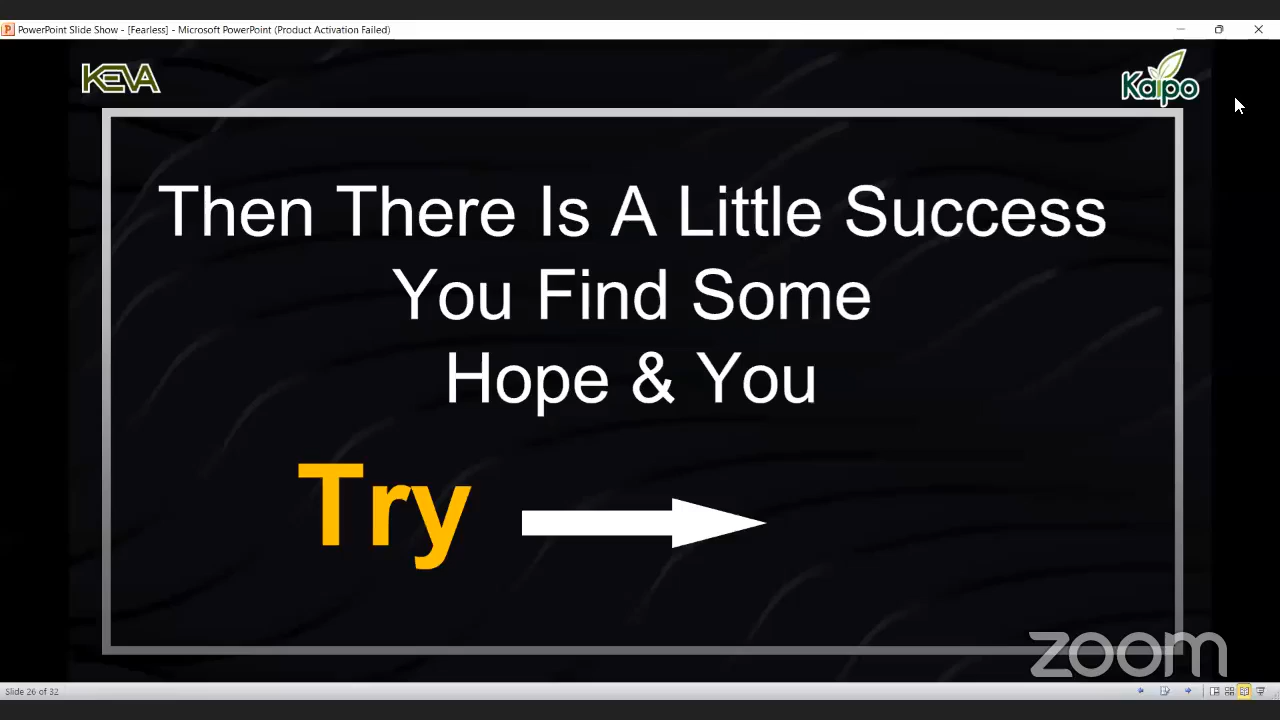 PowerPoint Slide Show - [Fearless] - Microsoft PowerPoint (Product Activation Failed)
KEVA
Kaipo
Then There Is A Little Success
You Find Some
Hope & You
Try
zoom
Slide 26 of 32